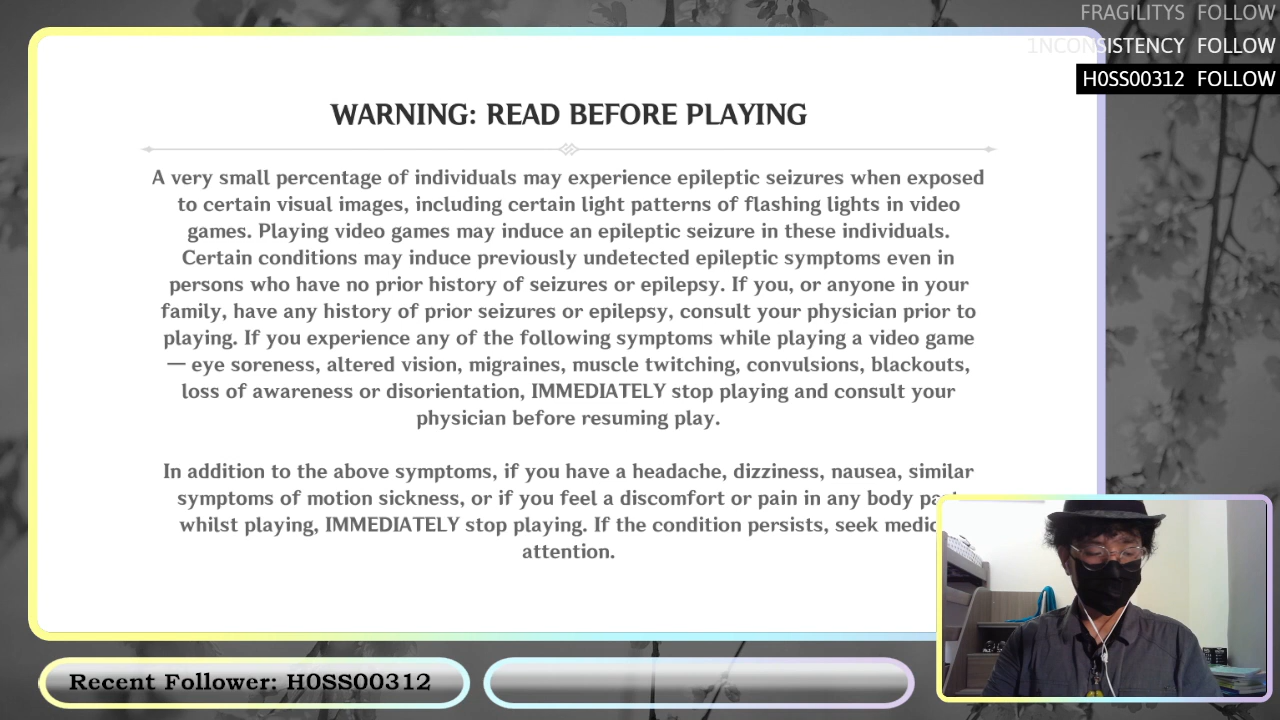 FRAGILITYS FOLLOW
1NCONSISTENCY FOLLOW
H0SS00312 FOLLOW
WARNING: READ BEFORE PLAYING
A very small percentage of individuals may experience epileptic seizures when exposed
to certain visual images, including certain light patterns of flashing lights in video
games. Playing video games may induce an epileptic seizure in these individuals.
Certain conditions may induce previously undetected epileptic symptoms even in
persons who have no prior history of seizures or epilepsy. If you, or anyone in your
family, have any history of prior seizures or epilepsy, consult your physician prior to
playing. If you experience any of the following symptoms while playing a video game
— eye soreness, altered vision, migraines, muscle twitching, convulsions, blackouts,
loss of awareness or disorientation, IMMEDIATELY stop playing and consult your
physician before resuming play.
In addition to the above symptoms, if you have a headache, dizziness, nausea, similar
symptoms of motion sickness, or if you feel a discomfort or pain in any body
whilst playing, IMMEDIATELY stop playing. If the condition persists, seek
attention.
Recent Follower: H0SS00312